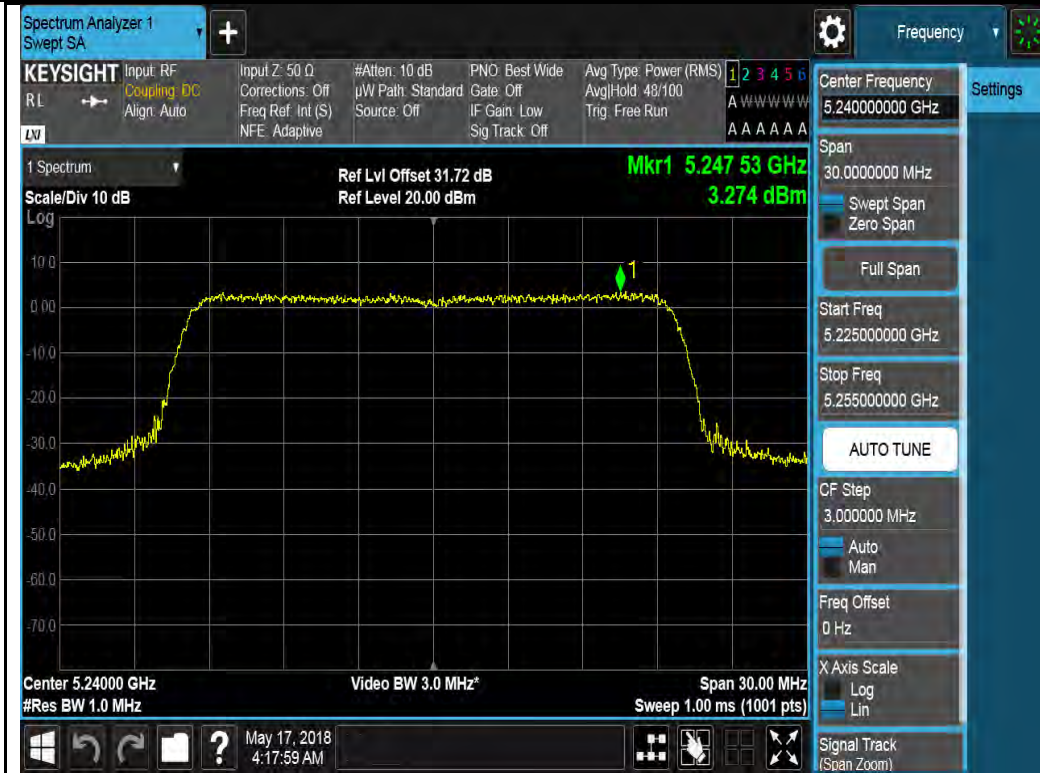 Spectrum Analyzer 1
Swept SA
+
Frequency
KEYSIGHT
RL
LXI
Input: RF
Coupling: DC
Align: Auto
Input Z: 50 Ω
Corrections: Off
Freq Ref: Int (S)
NFE: Adaptive
#Atten: 10 dB
µW Path: Standard
Source: Off
PNO: Best Wide
Gate: Off
IF Gain: Low
Sig Track: Off
Avg Type: Power (RMS)
Avg|Hold: 48/100
Trig: Free Run
1 2 3 4 5 6
A W W W W W
A A A A A A
1 Spectrum
Scale/Div 10 dB
Log
Ref Lvl Offset 31.72 dB
Ref Level 20.00 dBm
Mkr1 5.247 53 GHz
3.274 dBm
1
10.0
0.00
-10.0
-20.0
-30.0
-40.0
-50.0
-60.0
-70.0
Center 5.24000 GHz
#Res BW 1.0 MHz
Video BW 3.0 MHz*
Span 30.00 MHz
Sweep 1.00 ms (1001 pts)
?
May 17, 2018
4:17:59 AM
Center Frequency
5.240000000 GHz
Span
30.0000000 MHz
Swept Span
Zero Span
Full Span
Start Freq
5.225000000 GHz
Stop Freq
5.255000000 GHz
AUTO TUNE
CF Step
3.000000 MHz
Auto
Man
Freq Offset
0 Hz
X Axis Scale
Log
Lin
Signal Track
(Span Zoom)
Settings